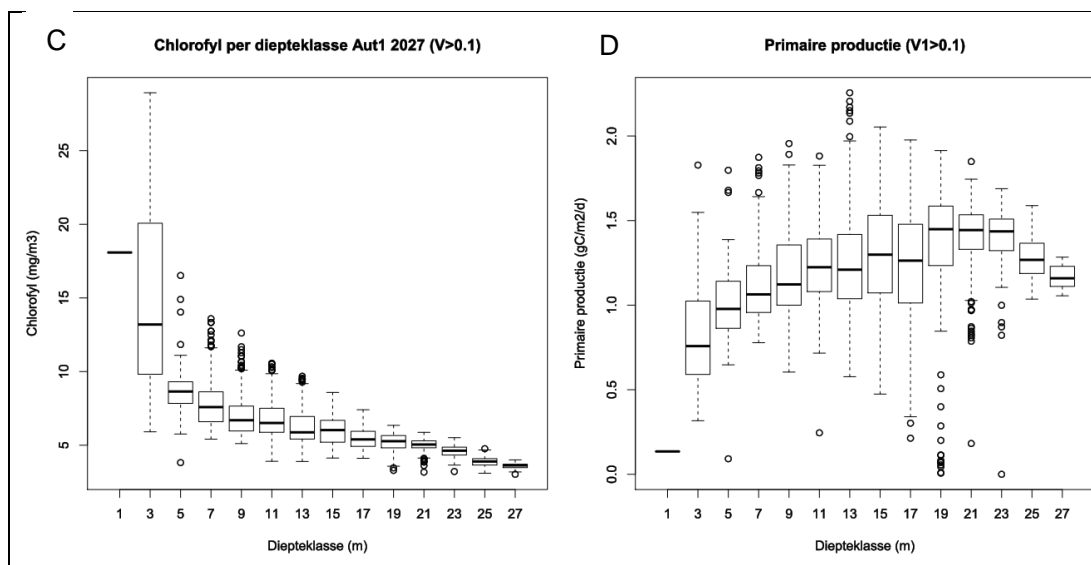 C
Chlorofyl per diepteklasse Aut1 2027 (V>0.1)
Chlorofyl (mg/m3)
25
20
15
10
5
1 3 5 7 9 11 13 15 17 19 21 23 25 27
Diepteklasse (m)
D
Primaire productie (V1>0.1)
Primaire productie (gC/m2/d)
2.0
1.5
1.0
0.5
0.0
1 3 5 7 9 11 13 15 17 19 21 23 25 27
Diepteklasse (m)